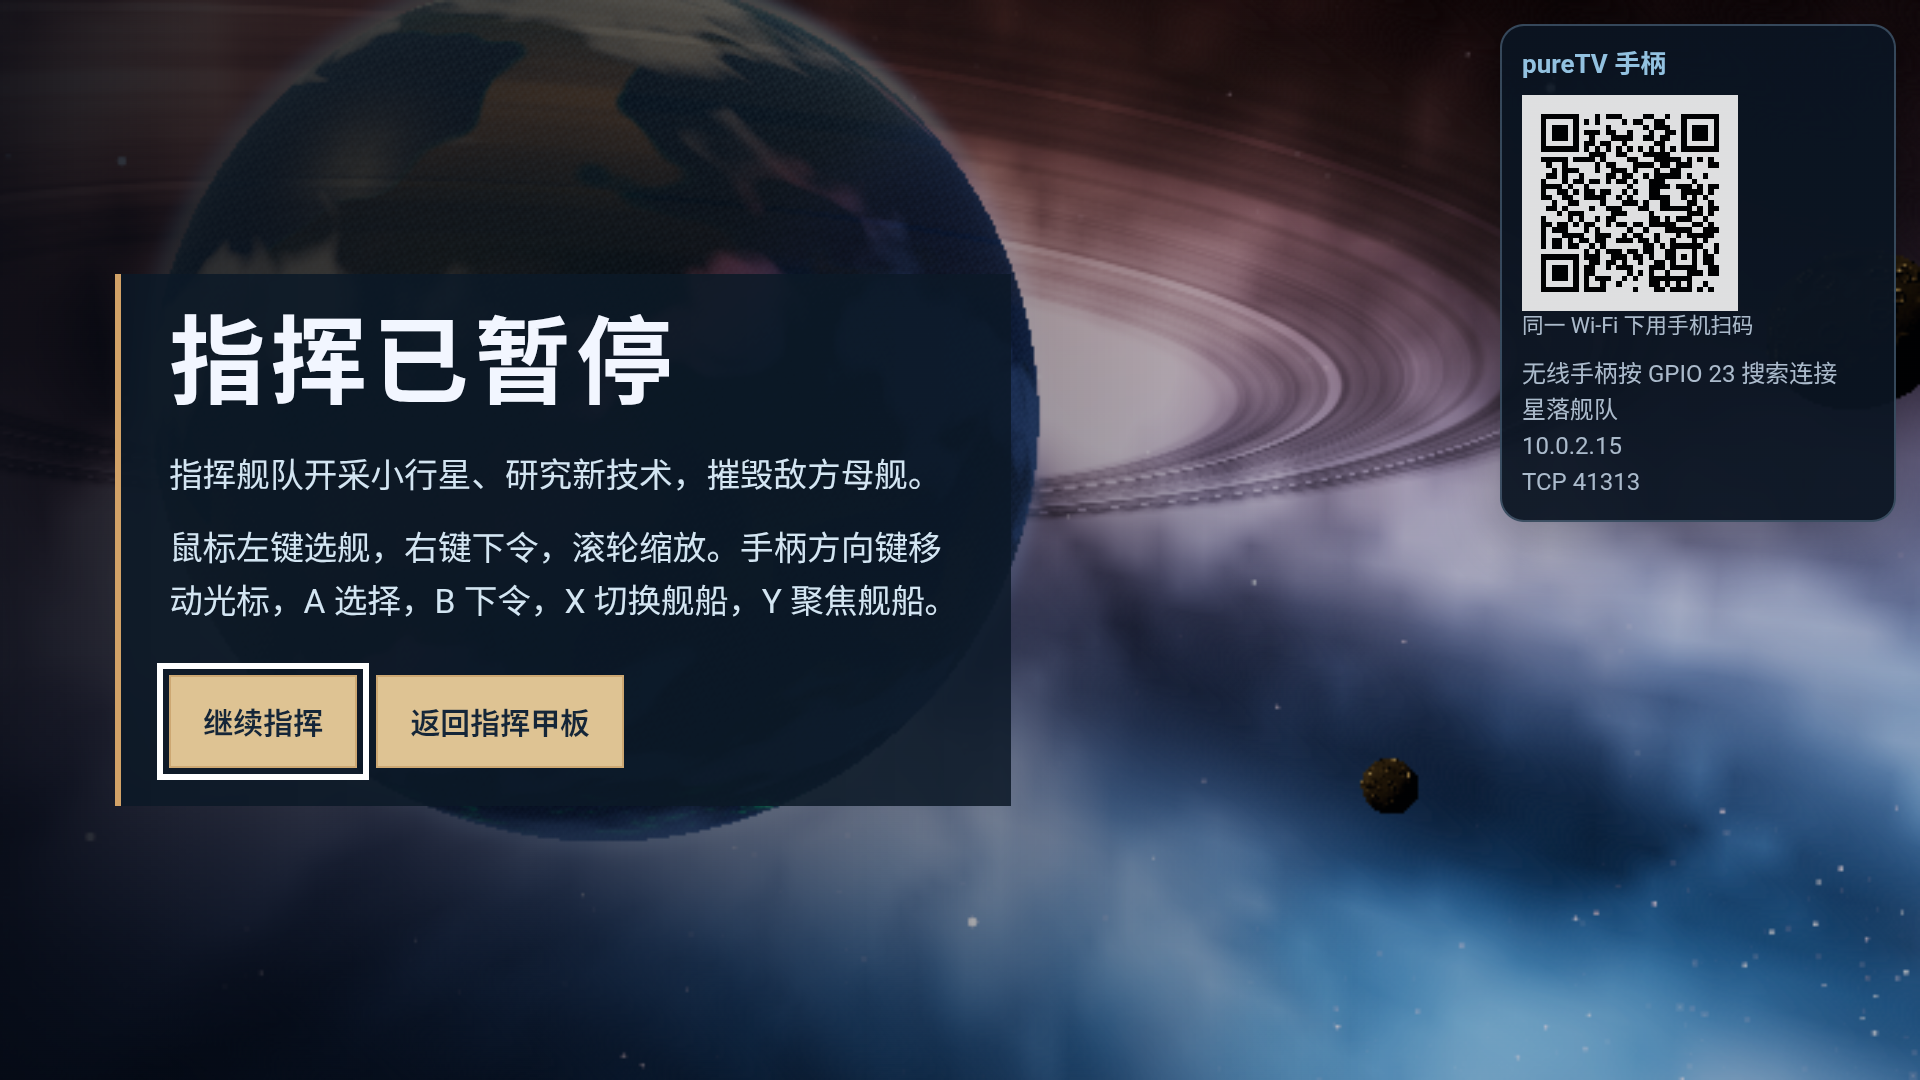 指挥已暂停
指挥舰队开采小行星、研究新技术，摧毁敌方母舰。
鼠标左键选舰，右键下令，滚轮缩放。手柄方向键移
动光标，A 选择，B 下令，X 切换舰船，Y 聚焦舰船。
继续指挥
返回指挥甲板
pureTV 手柄
同一 Wi-Fi 下用手机扫码
无线手柄按 GPIO 23 搜索连接
星落舰队
10.0.2.15
TCP 41313